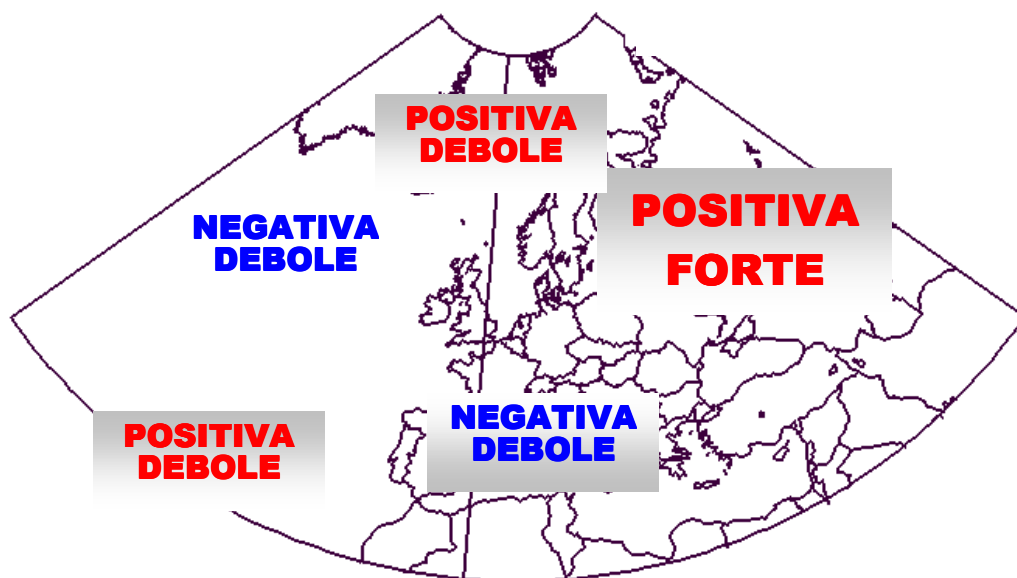 POSITIVA
DEBOLE
POSITIVA
FORTE
NEGATIVA
DEBOLE
NEGATIVA
DEBOLE
POSITIVA
DEBOLE